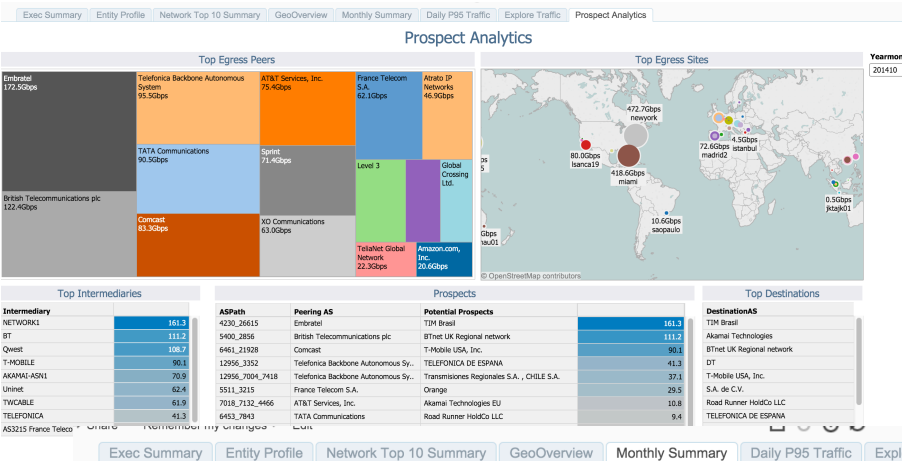 Exec Summary Entity Profile Network Top 10 Summary GeoOverview Monthly Summary Daily P95 Traffic Explore Traffic Prospect Analytics
Prospect Analytics
Top Egress Peers
Embratel
172.5Gbps
British Telecommunications plc
122.4Gbps
Telefonica Backbone Autonomous
System
95.5Gbps
TATA Communications
90.5Gbps
Comcast
83.3Gbps
AT&T Services, Inc.
75.4Gbps
Sprint
71.4Gbps
XO Communications
63.0Gbps
France Telecom
S.A.
62.1Gbps
Atrato IP
Networks
46.9Gbps
Level 3
Global
Crossing
Ltd.
TeliaNet Global
Network
22.3Gbps
Amazon.com,
Inc.
20.6Gbps
Top Egress Sites
472.7Gbps
newyork
80.0Gbps
lsanca19
418.6Gbps
miami
72.6Gbps
madrid2
4.5Gbps
istanbul
10.6Gbps
saopaulo
0.5Gbps
jktajk01
© OpenStreetMap contributors
Yearmon
201410
Top Intermediaries
Intermediary
NETWORK1 161.3
BT 111.2
Qwest 108.7
T-MOBILE 90.1
AKAMAI-ASN1 70.9
Uninet 62.4
TWCABLE 61.9
TELEFONICA 41.3
AS3215 France Teleco
Prospects
ASPath Peering AS Potential Prospects
4230_26615 Embratel TIM Brasil 161.3
5400_2856 British Telecommunications plc BTnet UK Regional network 111.2
6461_21928 Comcast T-Mobile USA, Inc. 90.1
12956_3352 Telefonica Backbone Autonomous Sy.. TELEFONICA DE ESPANA 41.3
12956_7004_7418 Telefonica Backbone Autonomous Sy.. Transmisiones Regionales S.A. , CHILE S.A. 37.1
5511_3215 France Telecom S.A. Orange 29.5
7018_7132_4466 AT&T Services, Inc. Akamai Technologies EU 10.8
6453_7843 TATA Communications Road Runner HoldCo LLC 9.4
Top Destinations
DestinationAS
TIM Brasil
Akamai Technologies
BTnet UK Regional network
DT
T-Mobile USA, Inc.
S.A. de C.V.
Road Runner HoldCo LLC
TELEFONICA DE ESPANA
Share Remember my changes Edit
Exec Summary Entity Profile Network Top 10 Summary GeoOverview Monthly Summary Daily P95 Traffic Expl